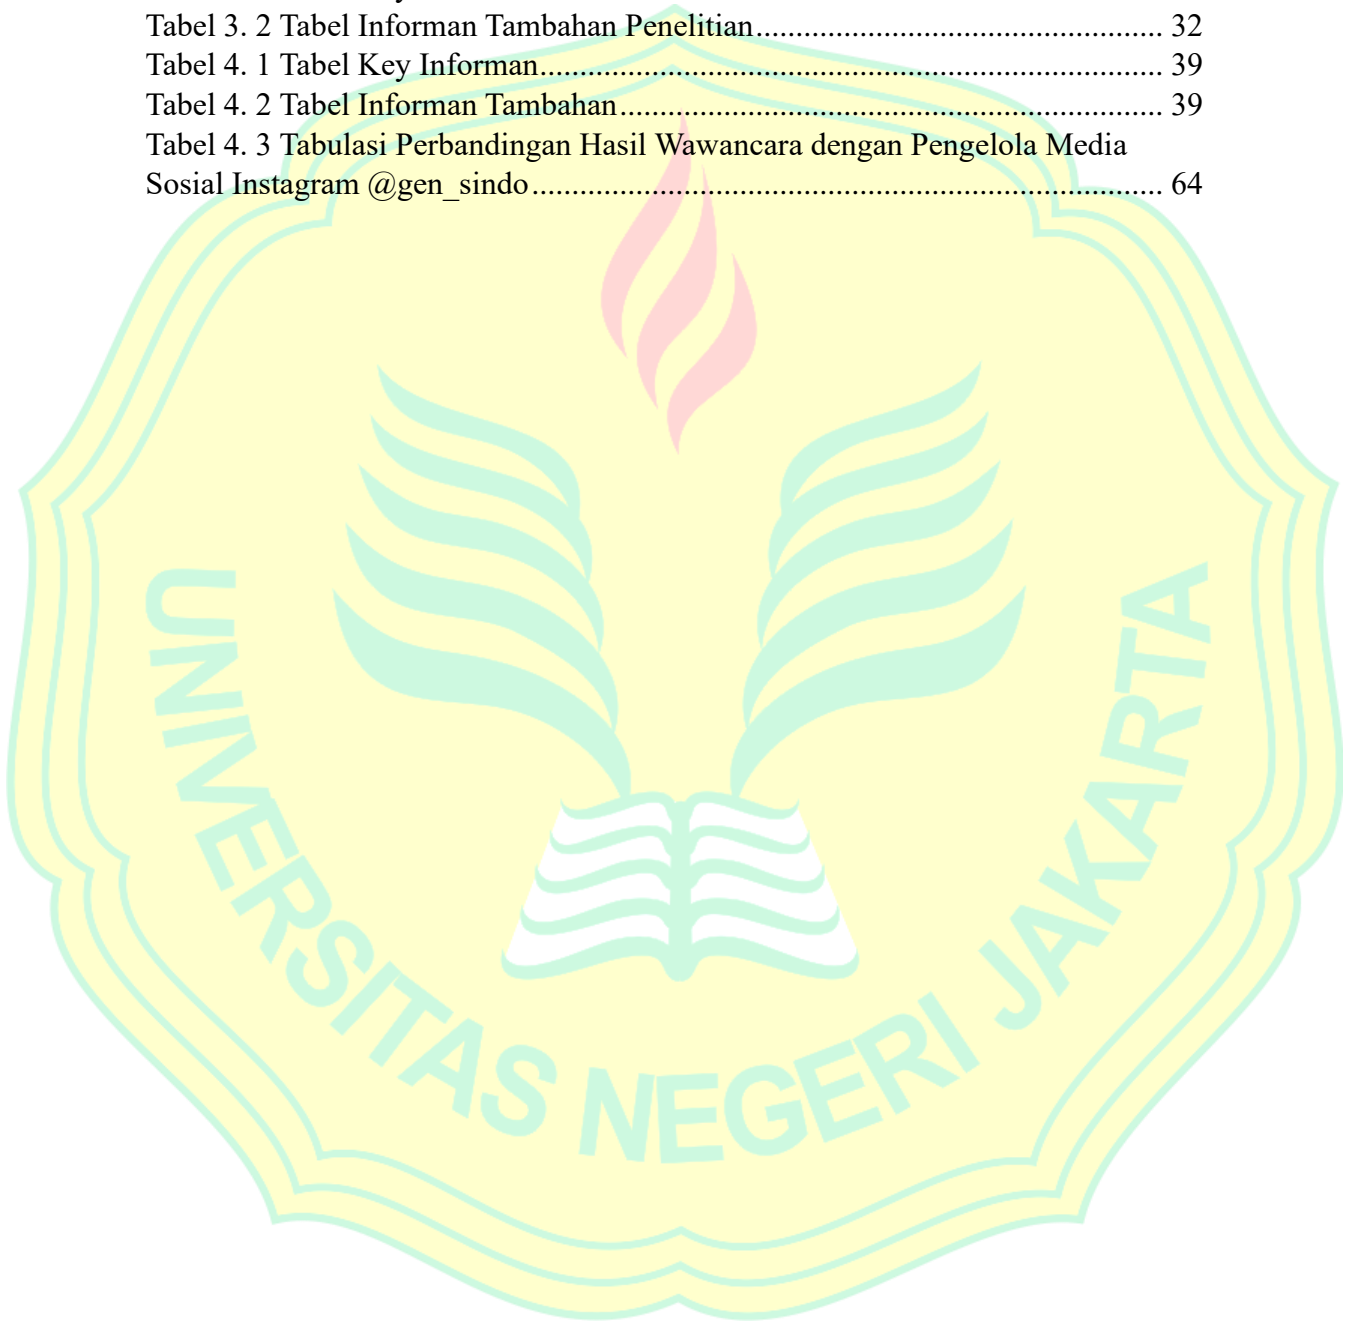 Tabel 3. 2 Tabel Informan Tambahan Penelitian.................................................. 32
Tabel 4. 1 Tabel Key Informan............................................................................ 39
Tabel 4. 2 Tabel Informan Tambahan................................................................... 39
Tabel 4. 3 Tabulasi Perbandingan Hasil Wawancara dengan Pengelola Media
Sosial Instagram @gen_sindo............................................................................. 64
UNIVERSITAS NEGERI JAKARTA